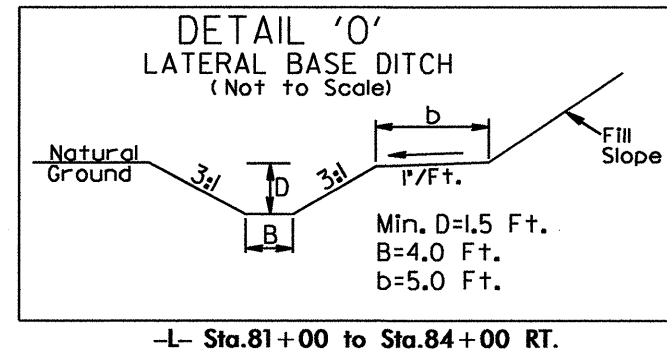 DETAIL 'O'
LATERAL BASE DITCH
(Not to Scale)
b
Natural
Ground
3:1
D
3:1
1"/Ft.
Fill
Slope
B
Min. D=1.5 Ft.
B=4.0 Ft.
b=5.0 Ft.
-L- Sta.81+00 to Sta.84+00 RT.